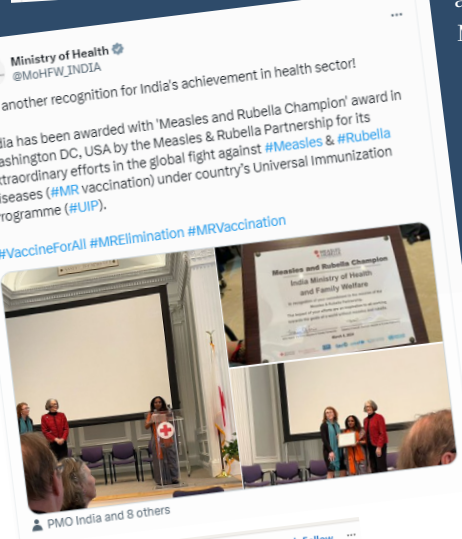 Ministry of Health
@MoHFW_INDIA
another recognition for India's achievement in health sector!
dia has been awarded with 'Measles and Rubella Champion' award in
ashington DC, USA by the Measles & Rubella Partnership for its
traordinary efforts in the global fight against #Measles & #Rubella
iseases (#MR vaccination) under country's Universal Immunization
rogramme (#UIP).
#VaccineForAll #MRElimination #MRVaccination
Measles and Rubella Champion
India Ministry of Health
and Family Welfare
PMO India and 8 others